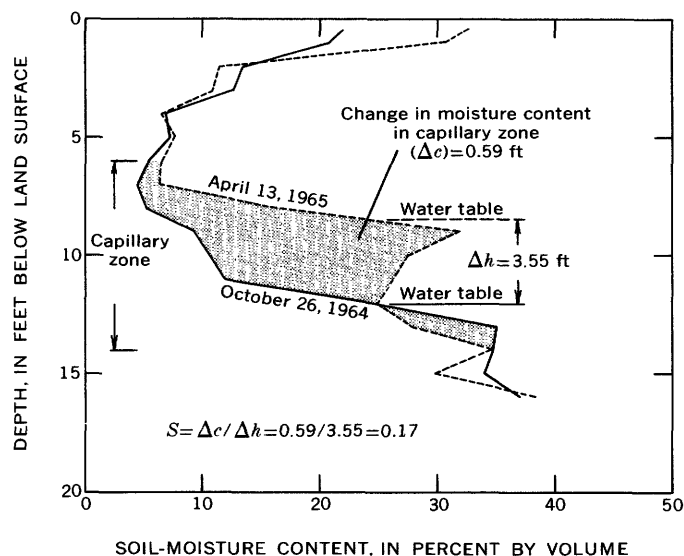 0
5
10
15
20
0
10
20
30
40
50
DEPTH, IN FEET BELOW LAND SURFACE
Change in moisture content
in capillary zone
(Δc)=0.59 ft
April 13, 1965
Water table
Capillary
zone
Δh=3.55 ft
October 26, 1964
Water table
S=Δc/Δh=0.59/3.55=0.17
SOIL-MOISTURE CONTENT, IN PERCENT BY VOLUME